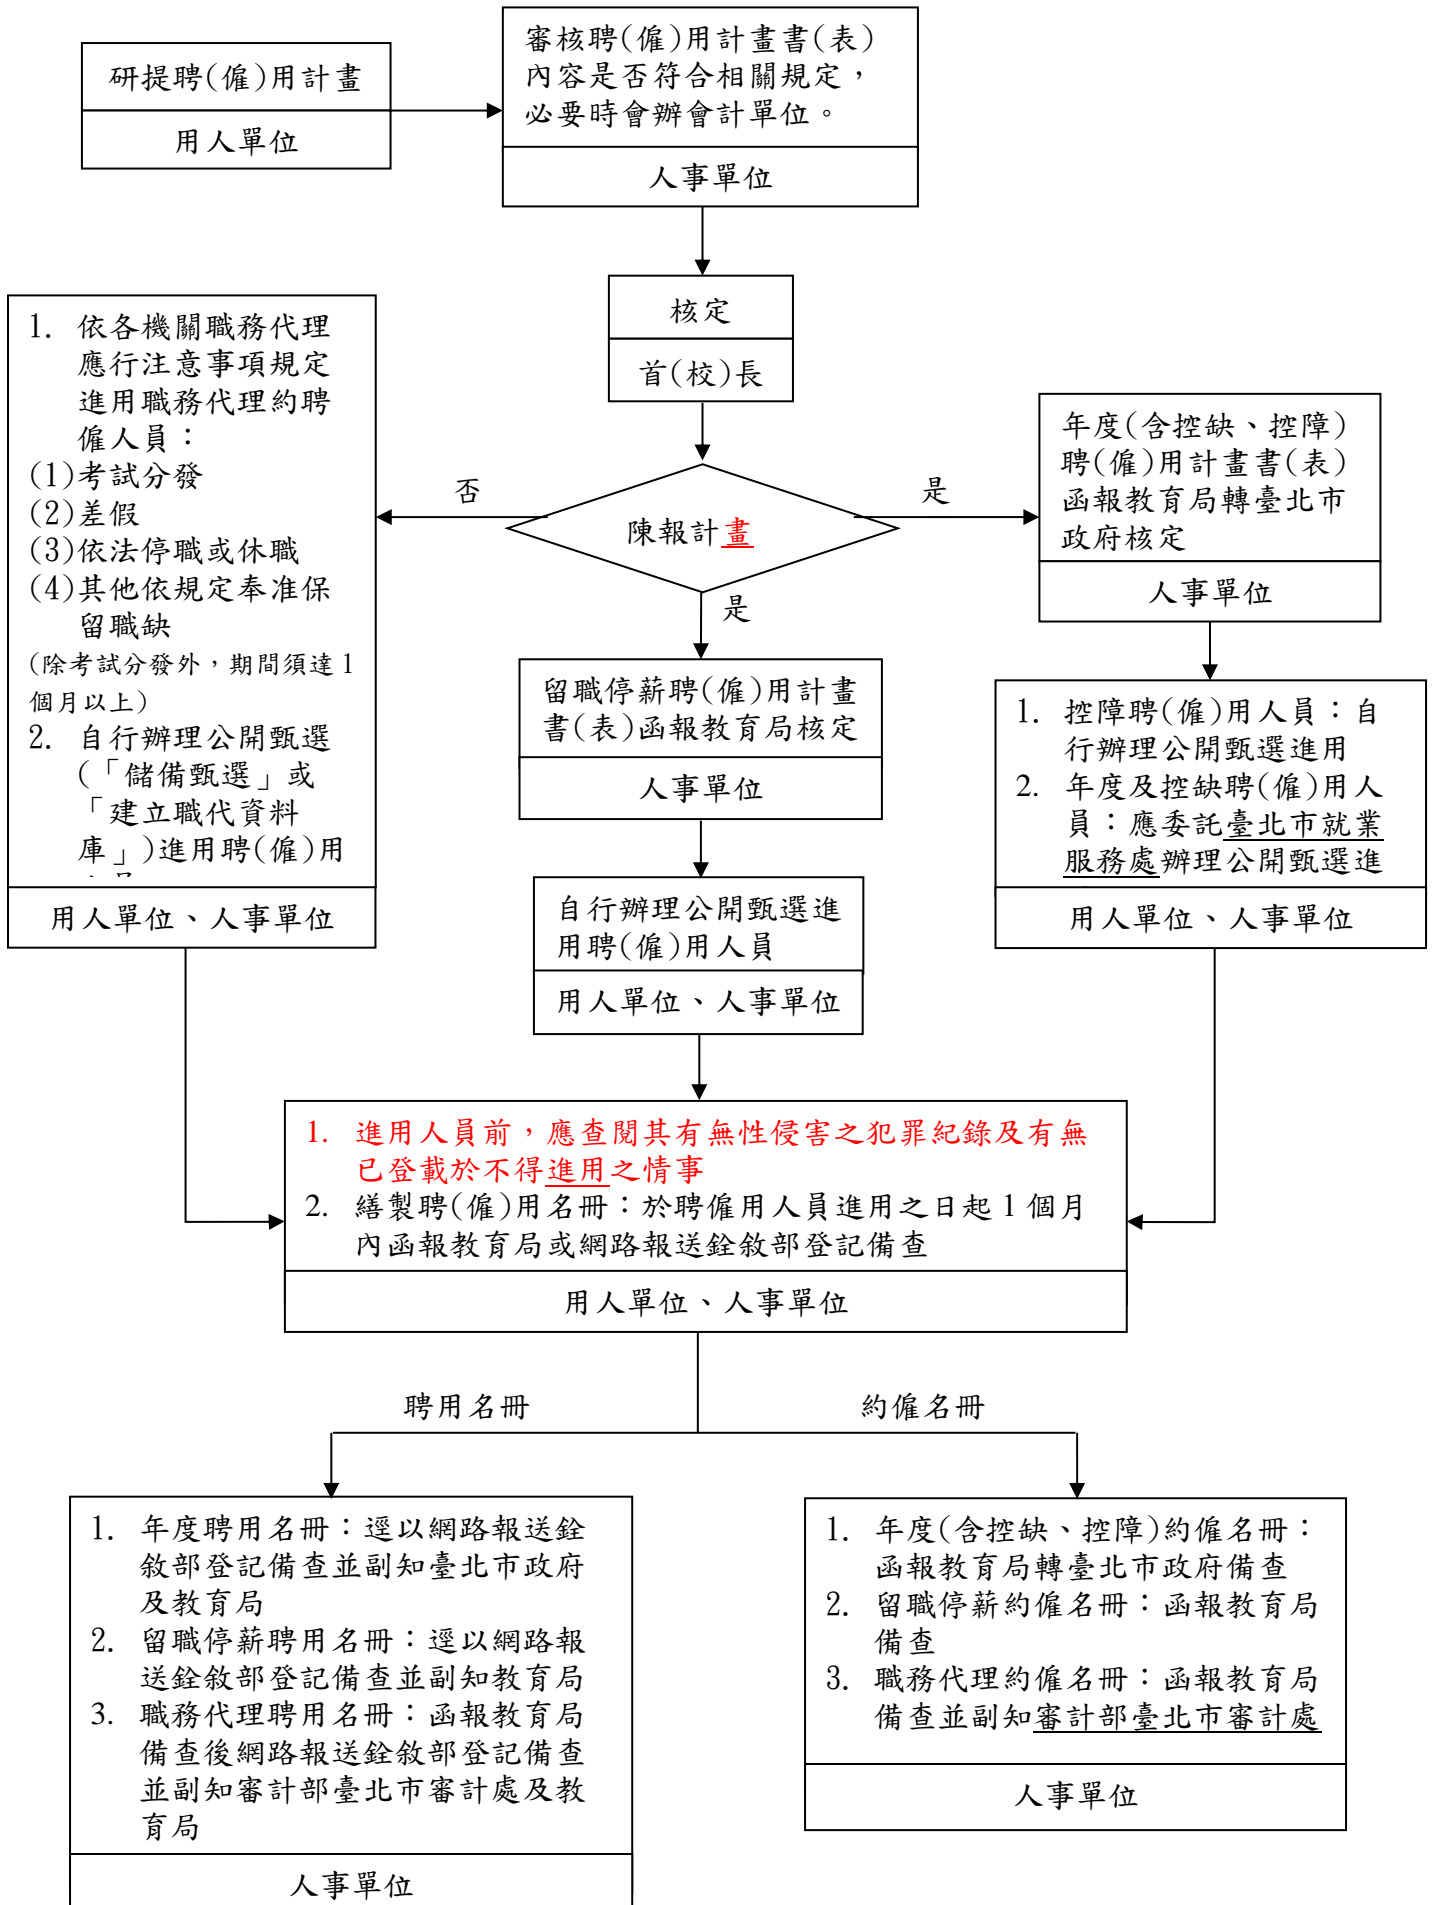 研提聘(僱)用計畫
用人單位
審核聘(僱)用計畫書(表)
內容是否符合相關規定，
必要時會辦會計單位。
人事單位
核定
首(校)長
陳報計畫
否
是
是
1. 依各機關職務代理
應行注意事項規定
進用職務代理約聘
僱人員：
(1)考試分發
(2)差假
(3)依法停職或休職
(4)其他依規定奉准保
留職缺
(除考試分發外，期間須達1
個月以上)
2. 自行辦理公開甄選
(「儲備甄選」或
「建立職代資料
庫」)進用聘(僱)用
用人單位、人事單位
留職停薪聘(僱)用計畫
書(表)函報教育局核定
人事單位
自行辦理公開甄選進
用聘(僱)用人員
用人單位、人事單位
年度(含控缺、控障)
聘(僱)用計畫書(表)
函報教育局轉臺北市
政府核定
人事單位
1. 控障聘(僱)用人員：自
行辦理公開甄選進用
2. 年度及控缺聘(僱)用人
員：應委託臺北市就業
服務處辦理公開甄選進
用人單位、人事單位
1. 進用人員前，應查閱其有無性侵害之犯罪紀錄及有無
已登載於不得進用之情事
2. 繕製聘(僱)用名冊：於聘僱用人員進用之日起1個月
內函報教育局或網路報送銓敘部登記備查
用人單位、人事單位
聘用名冊
約僱名冊
1. 年度聘用名冊：逕以網路報送銓
敘部登記備查並副知臺北市政府
及教育局
2. 留職停薪聘用名冊：逕以網路報
送銓敘部登記備查並副知教育局
3. 職務代理聘用名冊：函報教育局
備查後網路報送銓敘部登記備查
並副知審計部臺北市審計處及教
育局
人事單位
1. 年度(含控缺、控障)約僱名冊：
函報教育局轉臺北市政府備查
2. 留職停薪約僱名冊：函報教育局
備查
3. 職務代理約僱名冊：函報教育局
備查並副知審計部臺北市審計處
人事單位